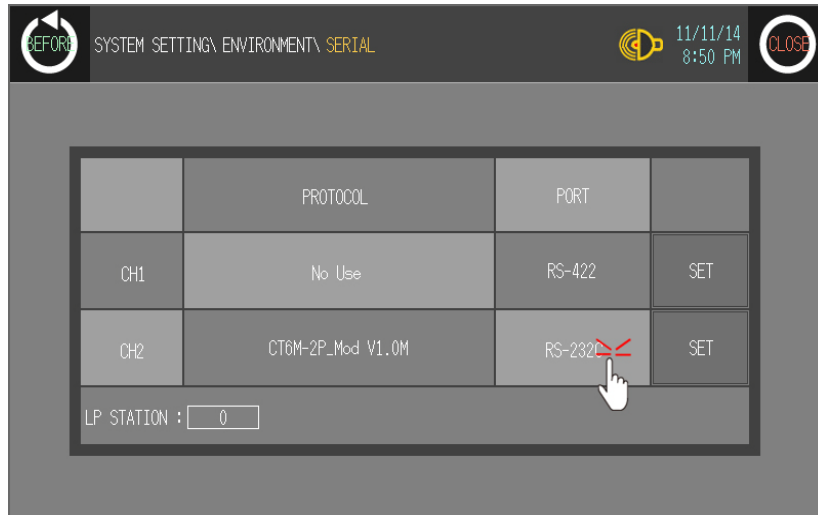 BEFORE
SYSTEM SETTING\ ENVIRONMENT\ SERIAL
11/11/14
8:50 PM
CLOSE
PROTOCOL PORT
CH1 No Use RS-422 SET
CH2 CT6M-2P_Mod V1.0M RS-232C SET
LP STATION : 0